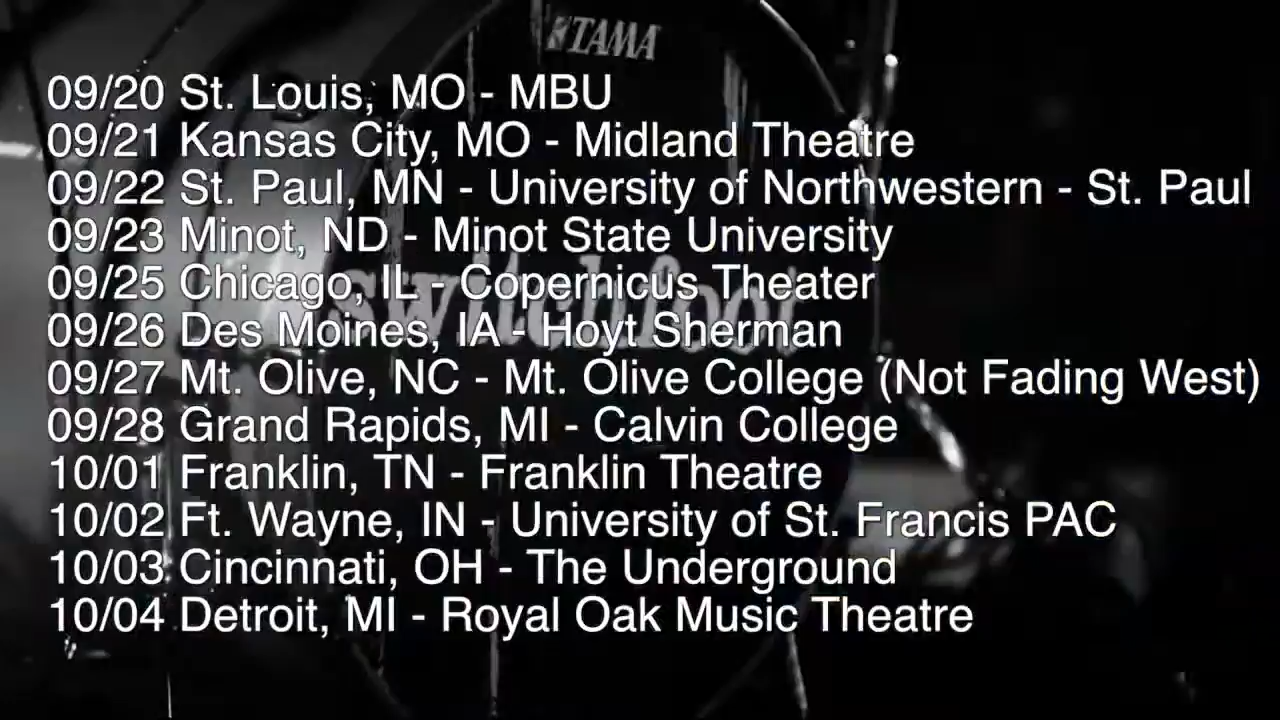 TAMA
09/20 St. Louis, MO - MBU
09/21 Kansas City, MO - Midland Theatre
09/22 St. Paul, MN - University of Northwestern - St. Paul
09/23 Minot, ND - Minot State University
09/25 Chicago, IL - Copernicus Theater
switchfoot
09/26 Des Moines, IA - Hoyt Sherman
09/27 Mt. Olive, NC - Mt. Olive College (Not Fading West)
09/28 Grand Rapids, MI - Calvin College
10/01 Franklin, TN - Franklin Theatre
10/02 Ft. Wayne, IN - University of St. Francis PAC
10/03 Cincinnati, OH - The Underground
10/04 Detroit, MI - Royal Oak Music Theatre